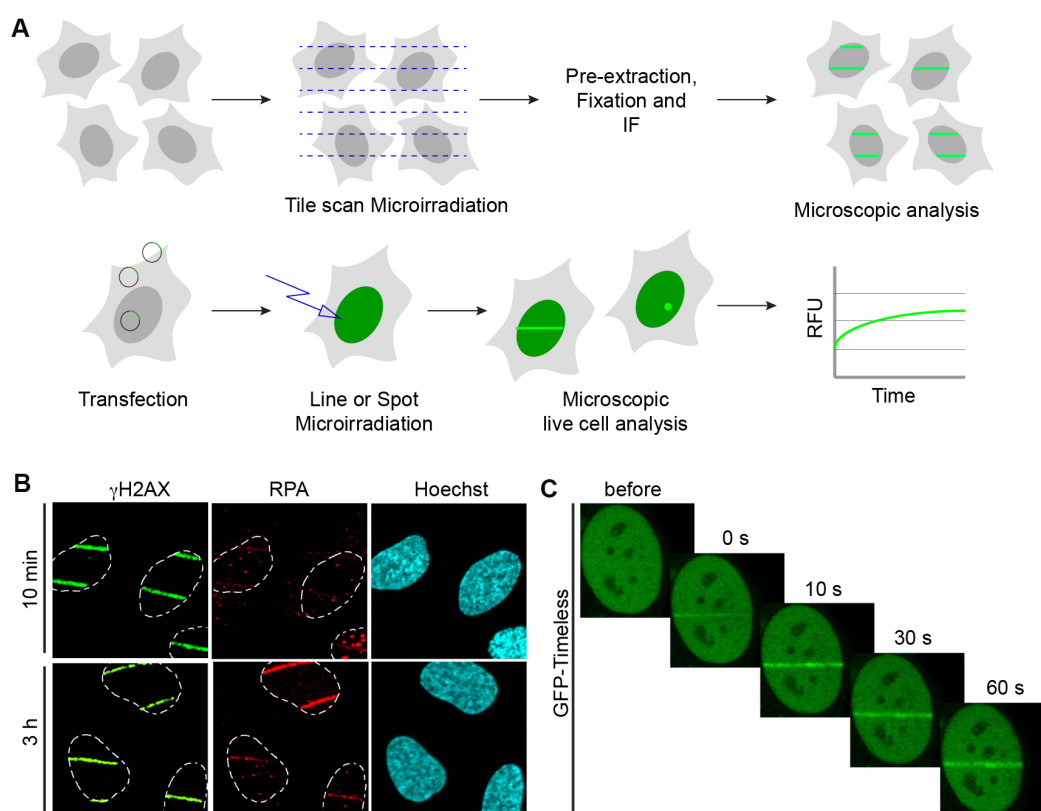 A
Pre-extraction,
Fixation and
IF
Tile scan Microirradiation
Microscopic analysis
RFU
Time
Transfection
Line or Spot
Microirradiation
Microscopic
live cell analysis
B
γH2AX
RPA
Hoechst
10 min
3 h
C
before
0 s
10 s
30 s
60 s
GFP-Timeless